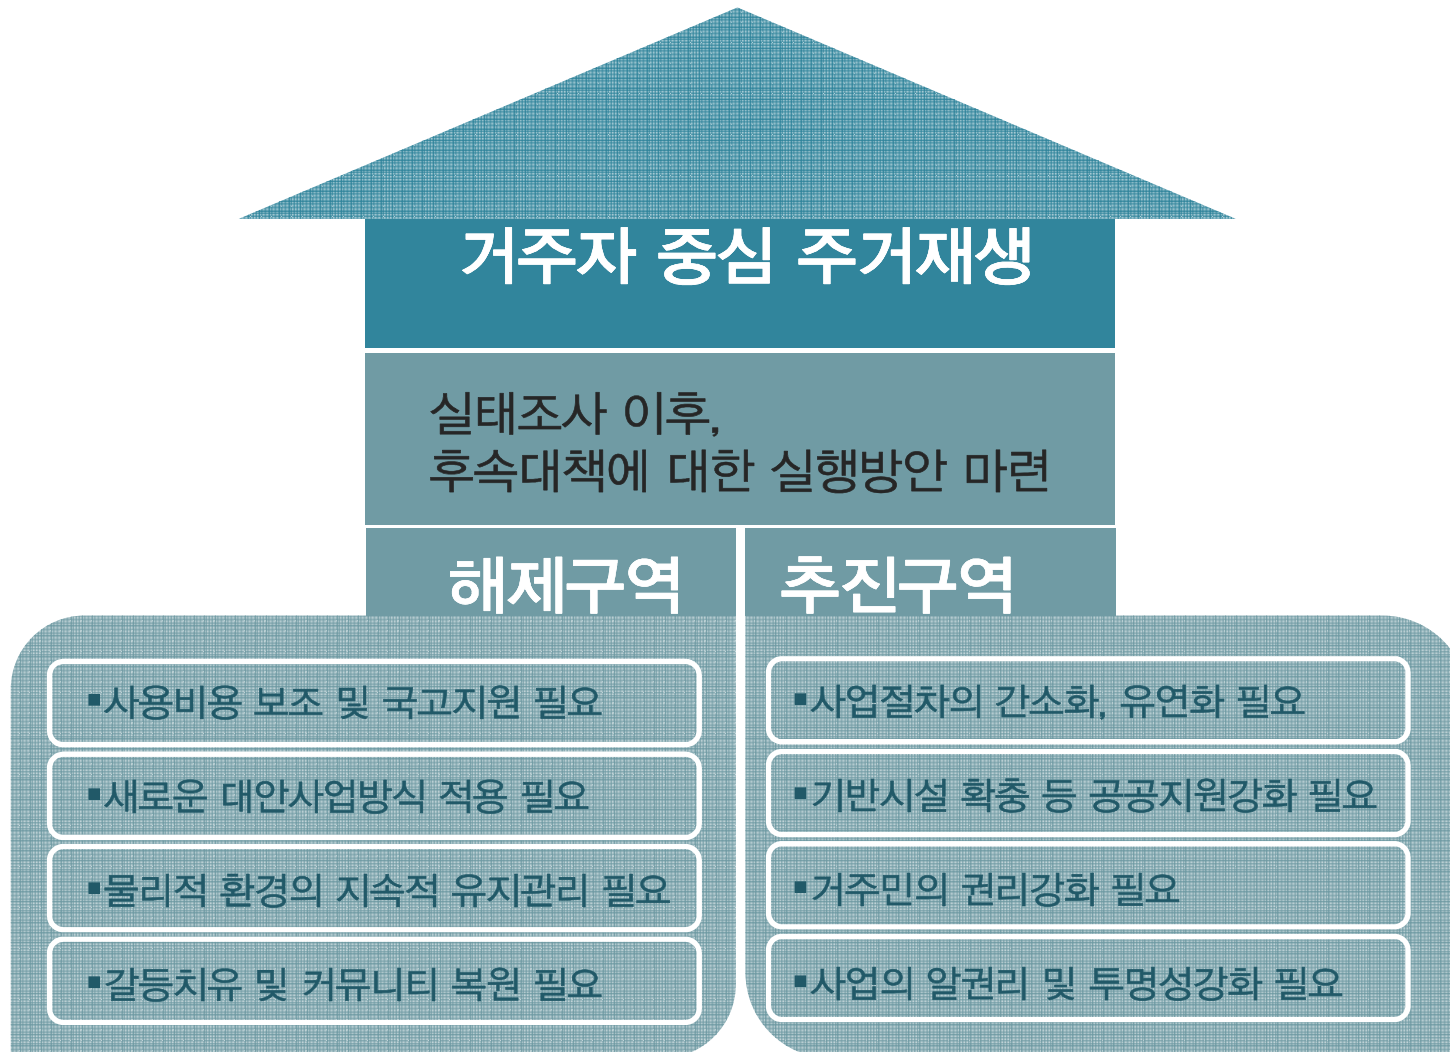 거주자 중심 주거재생
실태조사 이후,
후속대책에 대한 실행방안 마련
해제구역
▪사용비용 보조 및 국고지원 필요
▪새로운 대안사업방식 적용 필요
▪물리적 환경의 지속적 유지관리 필요
▪갈등치유 및 커뮤니티 복원 필요
추진구역
▪사업절차의 간소화, 유연화 필요
▪기반시설 확충 등 공공지원강화 필요
▪거주민의 권리강화 필요
▪사업의 알권리 및 투명성강화 필요